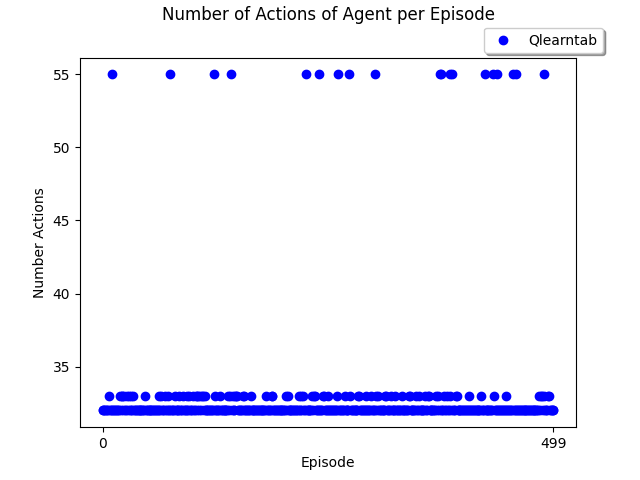 Number of Actions of Agent per Episode
Qlearntab
55
50
45
40
35
Number Actions
0
499
Episode